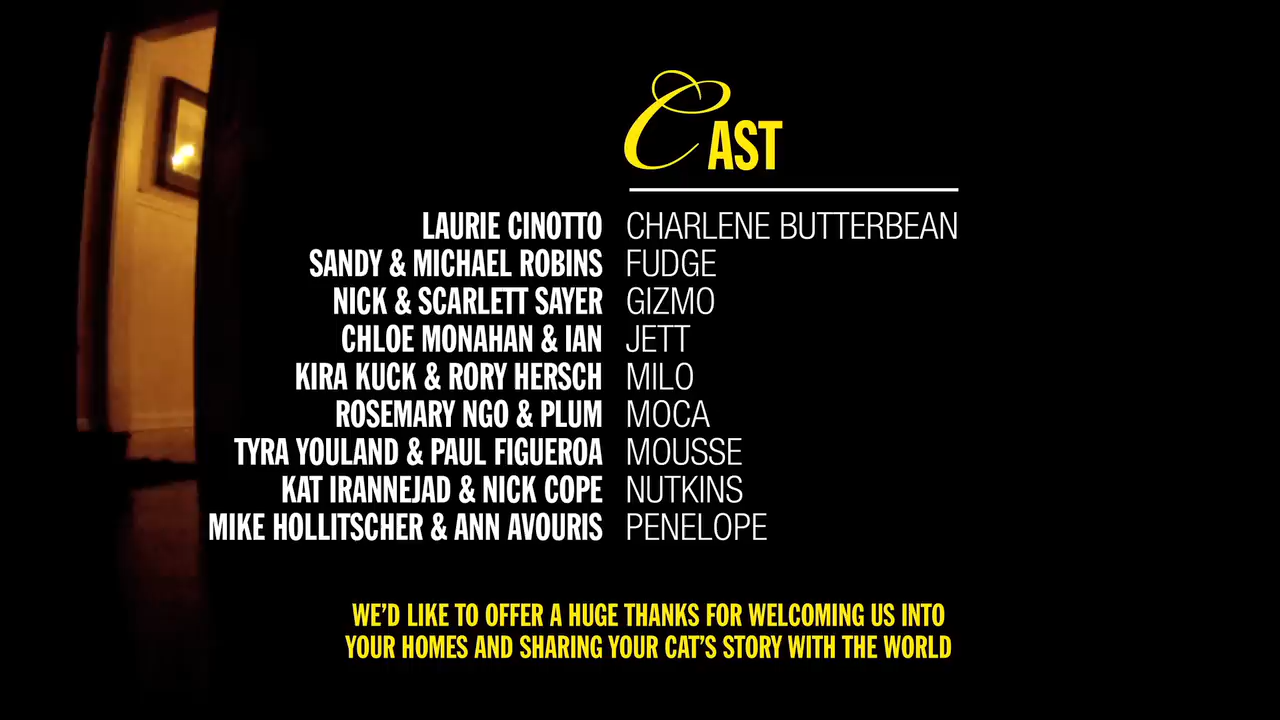 CAST
LAURIE CINOTTO CHARLENE BUTTERBEAN
SANDY & MICHAEL ROBINS FUDGE
NICK & SCARLETT SAYER GIZMO
CHLOE MONAHAN & IAN JETT
KIRA KUCK & RORY HERSCH MILO
ROSEMARY NGO & PLUM MOCA
TYRA YOULAND & PAUL FIGUEROA MOUSSE
KAT IRANNEJAD & NICK COPE NUTKINS
MIKE HOLLITSCHER & ANN AVOURIS PENELOPE
WE'D LIKE TO OFFER A HUGE THANKS FOR WELCOMING US INTO
YOUR HOMES AND SHARING YOUR CAT'S STORY WITH THE WORLD